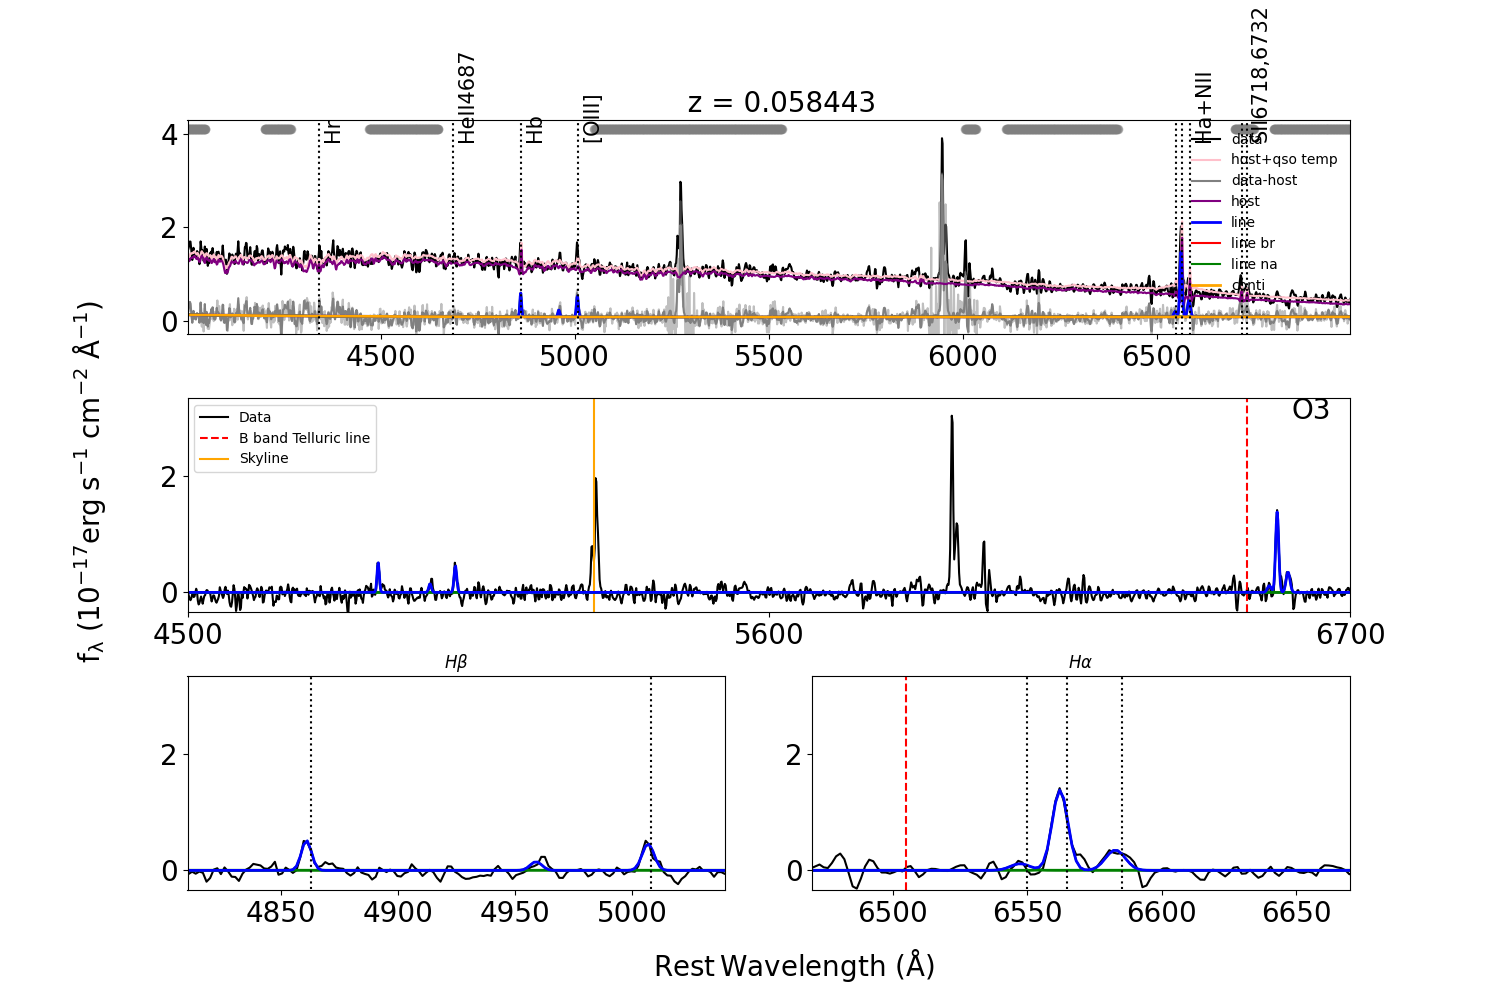 z = 0.058443
Hr
HeII4687
Hb
[OIII]
Ha+NII
SII6718,6732
4
2
0
data
host+qso temp
data-host
host
line
line br
line na
conti
4500 5000 5500 6000 6500
fλ (10−17erg s−1 cm−2 Å−1)
Data
B band Telluric line
Skyline
O3
2
0
4500 5600 6700
Hβ
2
0
4850 4900 4950 5000
Hα
2
0
6500 6550 6600 6650
Rest Wavelength (Å)